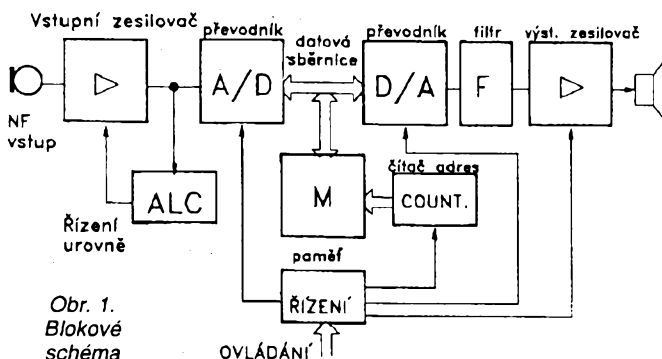 Vstupní zesilovač
převodník
datová
sběrnice
převodník
filtr
výst. zesilovač
A/D
D/A
F
NF
vstup
ALC
Řízení
urovně
M
čítač adres
COUNT.
paměť
ŘÍZENÍ
OVLÁDÁNÍ
Obr. 1.
Blokové
schéma